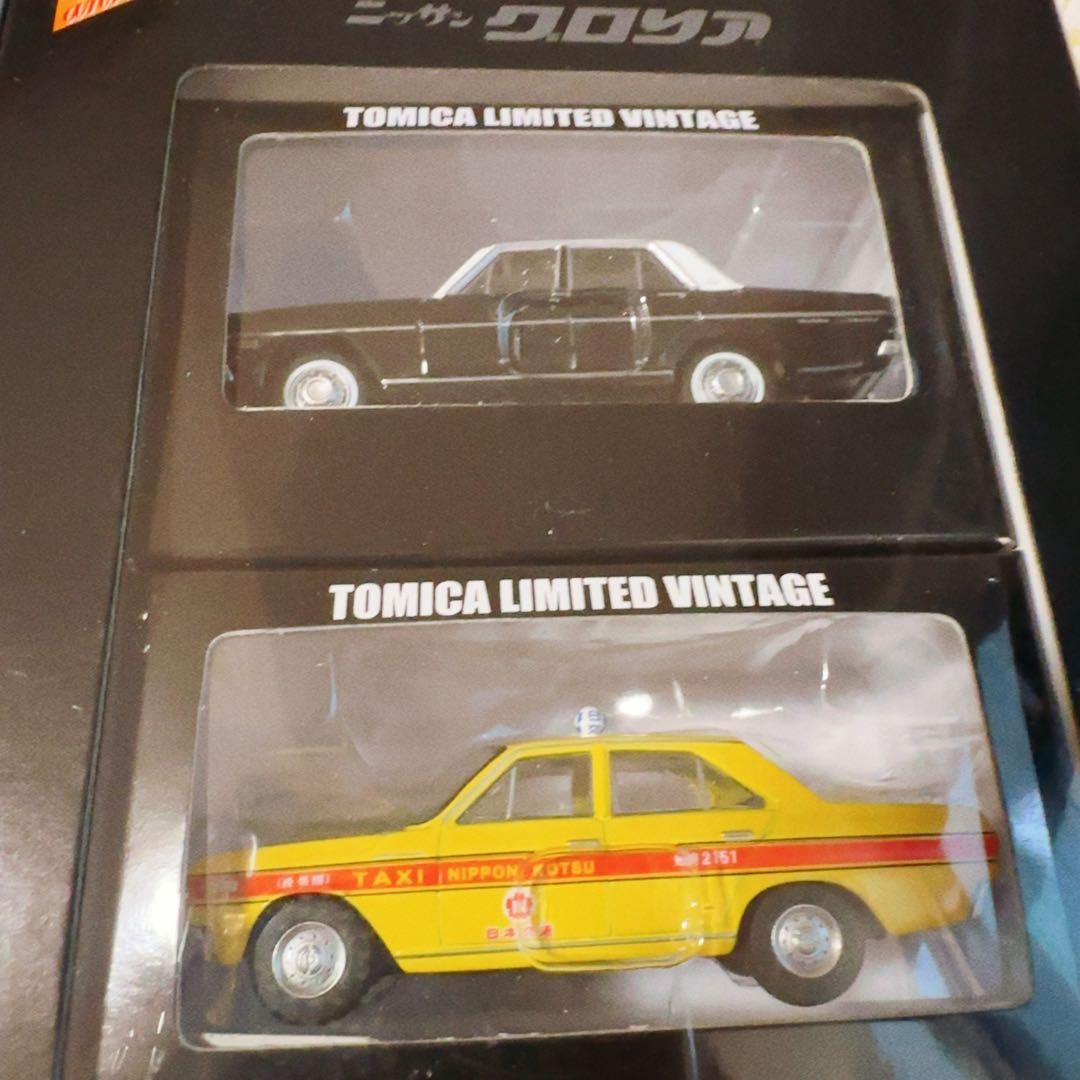 ニッサン グロリア
TOMICA LIMITED VINTAGE
TOMICA LIMITED VINTAGE
TAXI NIPPON KOTSU
2151
日本交通